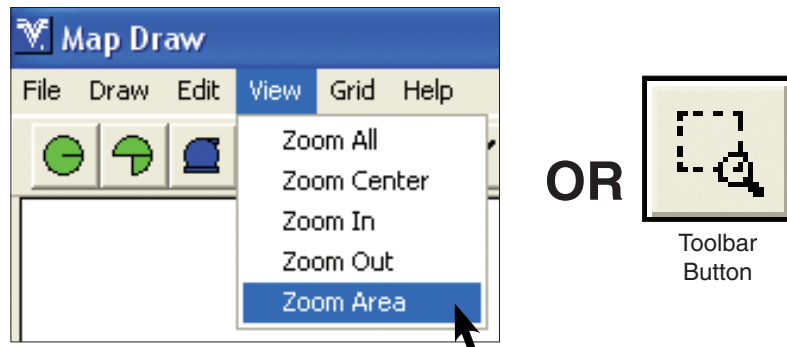 Map Draw
File Draw Edit View Grid Help
Zoom All
Zoom Center
Zoom In
Zoom Out
Zoom Area
OR
Toolbar
Button